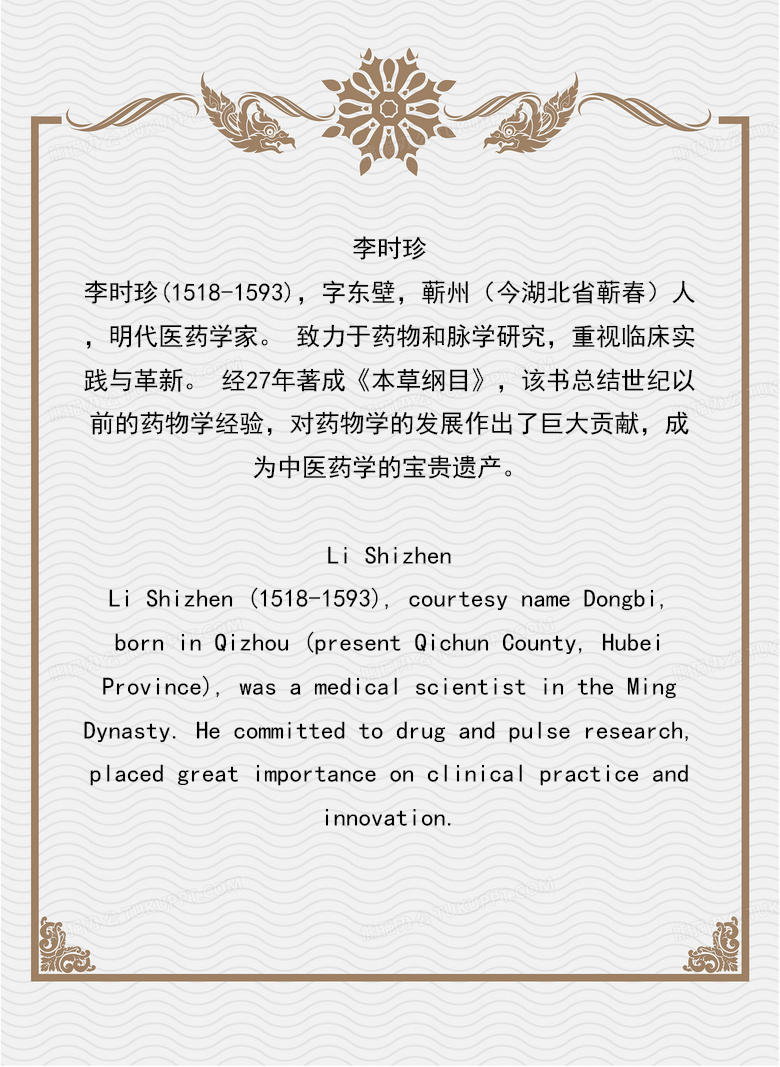 李时珍
李时珍(1518-1593)，字东壁，蕲州（今湖北省蕲春）人
，明代医药学家。 致力于药物和脉学研究，重视临床实
践与革新。 经27年著成《本草纲目》，该书总结世纪以
前的药物学经验，对药物学的发展作出了巨大贡献，成
为中医药学的宝贵遗产。
Li Shizhen
Li Shizhen (1518-1593), courtesy name Dongbi,
born in Qizhou (present Qichun County, Hubei
Province), was a medical scientist in the Ming
Dynasty. He committed to drug and pulse research,
placed great importance on clinical practice and
innovation.